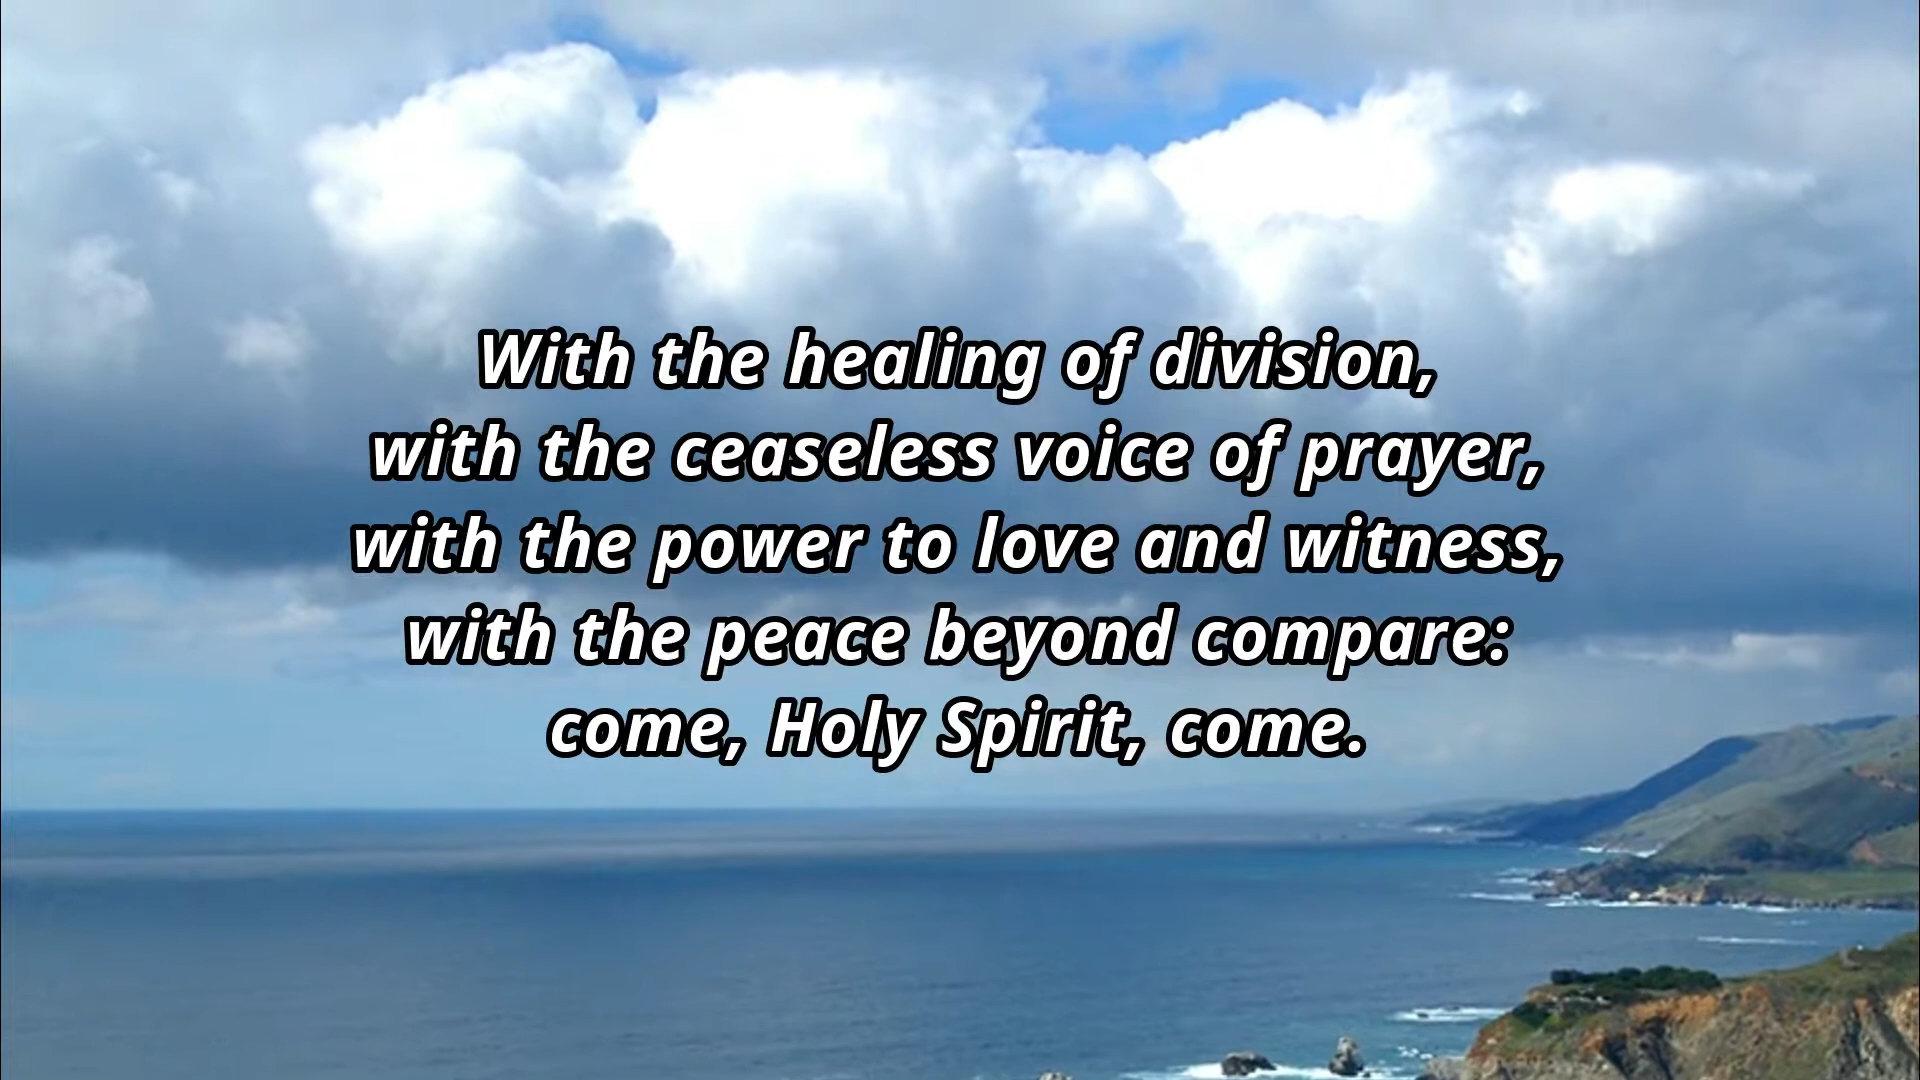 With the healing of division,
with the ceaseless voice of prayer,
with the power to love and witness,
with the peace beyond compare:
come, Holy Spirit, come.